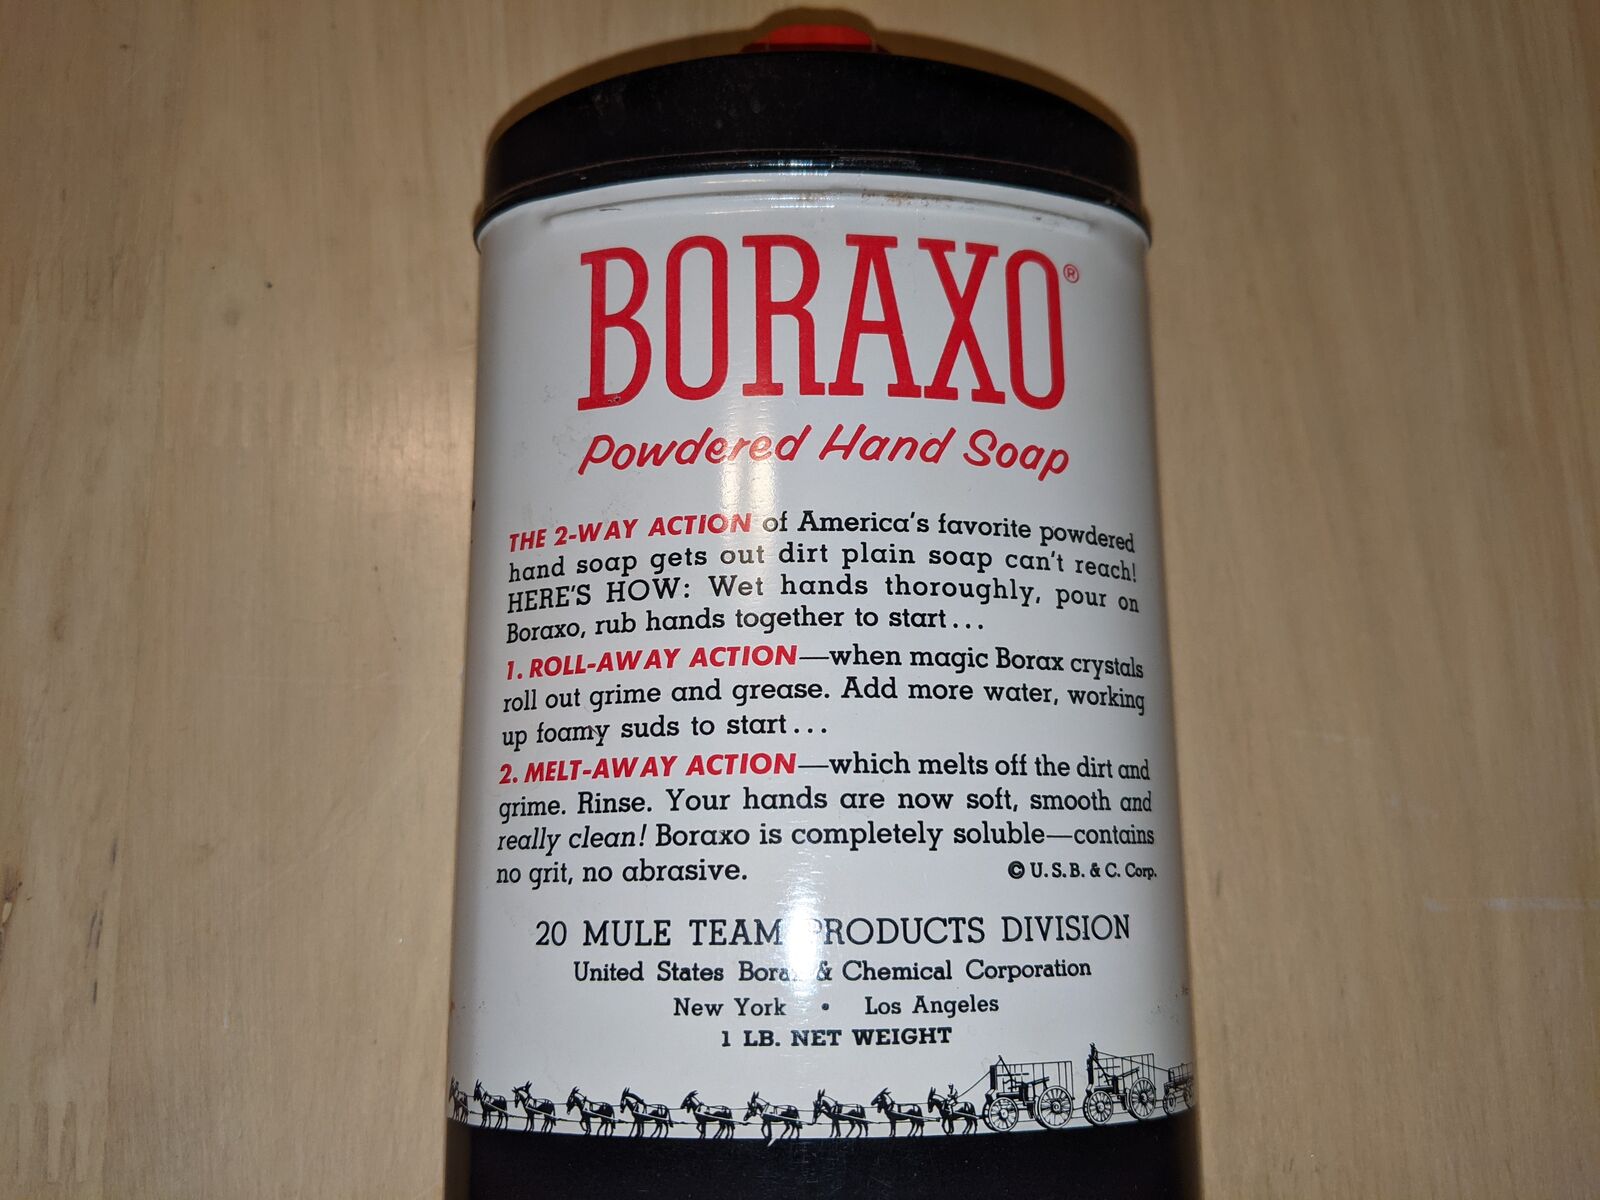 BORAXO®
Powdered Hand Soap
THE 2-WAY ACTION of America's favorite powdered
hand soap gets out dirt plain soap can't reach!
HERE'S HOW: Wet hands thoroughly, pour on
Boraxo, rub hands together to start...
1. ROLL-AWAY ACTION—when magic Borax crystals
roll out grime and grease. Add more water, working
up foamy suds to start...
2. MELT-AWAY ACTION—which melts off the dirt and
grime. Rinse. Your hands are now soft, smooth and
really clean! Boraxo is completely soluble—contains
no grit, no abrasive. © U. S. B. & C. Corp.
20 MULE TEAM PRODUCTS DIVISION
United States Borax & Chemical Corporation
New York • Los Angeles
1 LB. NET WEIGHT